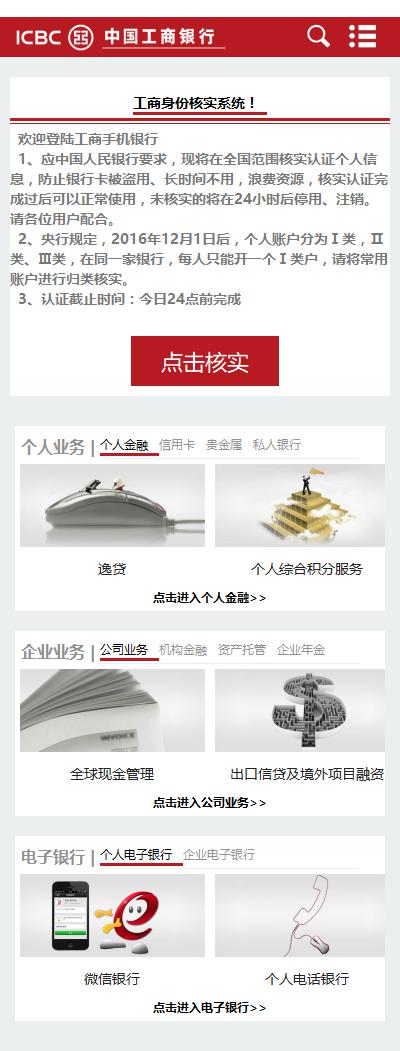 ICBC 中国工商银行
工商身份核实系统！
欢迎登陆工商手机银行
1、应中国人民银行要求，现将在全国范围核实认证个人信
息，防止银行卡被盗用、长时间不用，浪费资源，核实认证完
成过后可以正常使用，未核实的将在24小时后停用、注销。
请各位用户配合。
2、央行规定，2016年12月1日后，个人账户分为Ⅰ类，Ⅱ
类、Ⅲ类，在同一家银行，每人只能开一个Ⅰ类户，请将常用
账户进行归类核实。
3、认证截止时间：今日24点前完成
点击核实
个人业务 | 个人金融 信用卡 贵金属 私人银行
逸贷 个人综合积分服务
点击进入个人金融>>
企业业务 | 公司业务 机构金融 资产托管 企业年金
INVOICE
全球现金管理 出口信贷及境外项目融资
点击进入公司业务>>
电子银行 | 个人电子银行 企业电子银行
微信银行 个人电话银行
点击进入电子银行>>